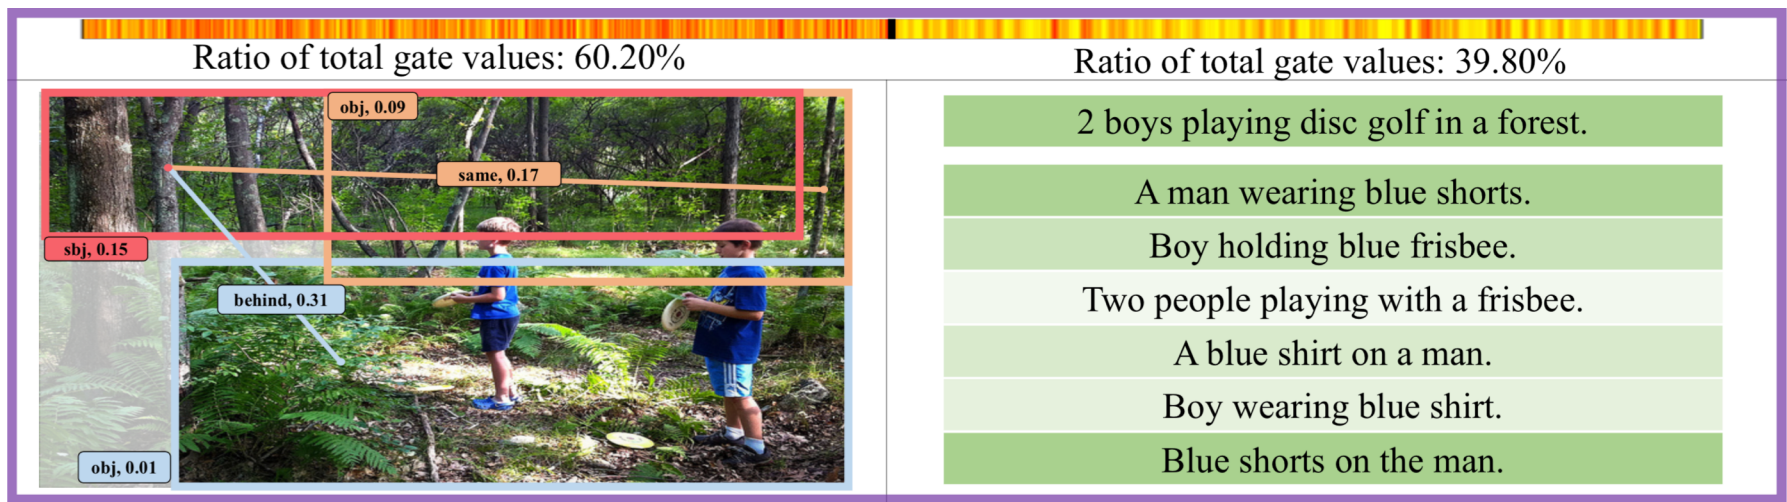 Ratio of total gate values: 60.20%
Ratio of total gate values: 39.80%
obj, 0.09
same, 0.17
sbj, 0.15
behind, 0.31
obj, 0.01
2 boys playing disc golf in a forest.
A man wearing blue shorts.
Boy holding blue frisbee.
Two people playing with a frisbee.
A blue shirt on a man.
Boy wearing blue shirt.
Blue shorts on the man.